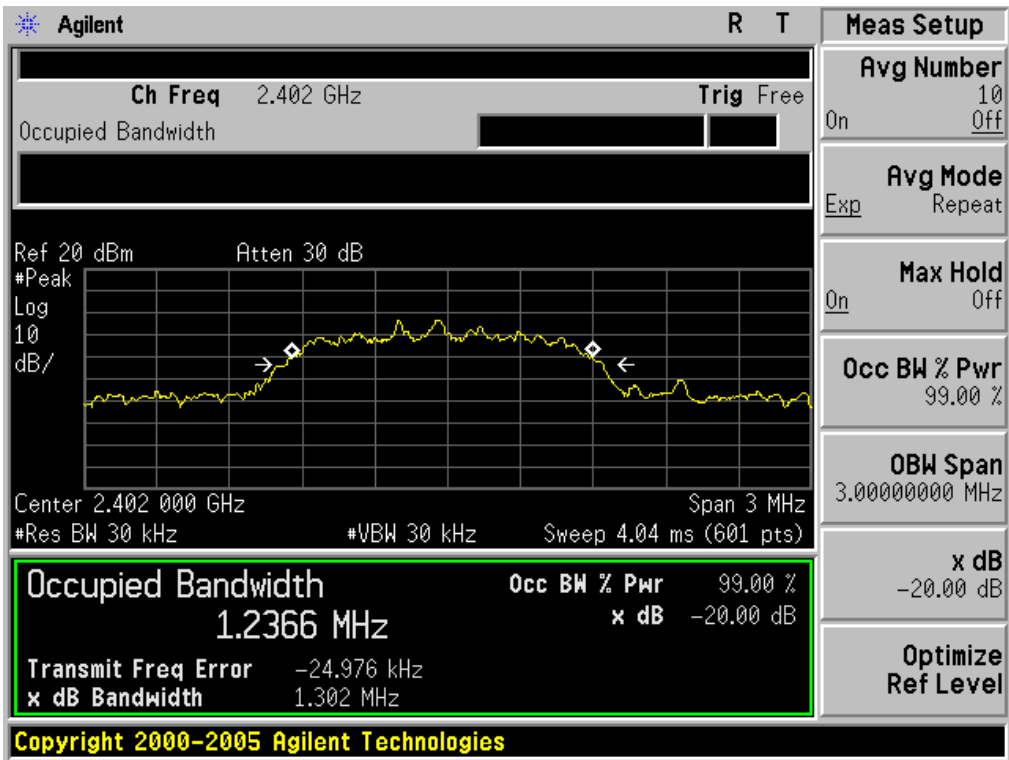 Agilent
R T
Ch Freq 2.402 GHz
Trig Free
Occupied Bandwidth
Ref 20 dBm
Atten 30 dB
#Peak
Log
10
dB/
Center 2.402 000 GHz
Span 3 MHz
#Res BW 30 kHz
#VBW 30 kHz
Sweep 4.04 ms (601 pts)
Occupied Bandwidth
1.2366 MHz
Occ BW % Pwr 99.00 %
x dB -20.00 dB
Transmit Freq Error -24.976 kHz
x dB Bandwidth 1.302 MHz
Copyright 2000-2005 Agilent Technologies
Meas Setup
Avg Number
10
On Off
Avg Mode
Exp Repeat
Max Hold
On Off
Occ BW % Pwr
99.00 %
OBW Span
3.00000000 MHz
x dB
-20.00 dB
Optimize
Ref Level